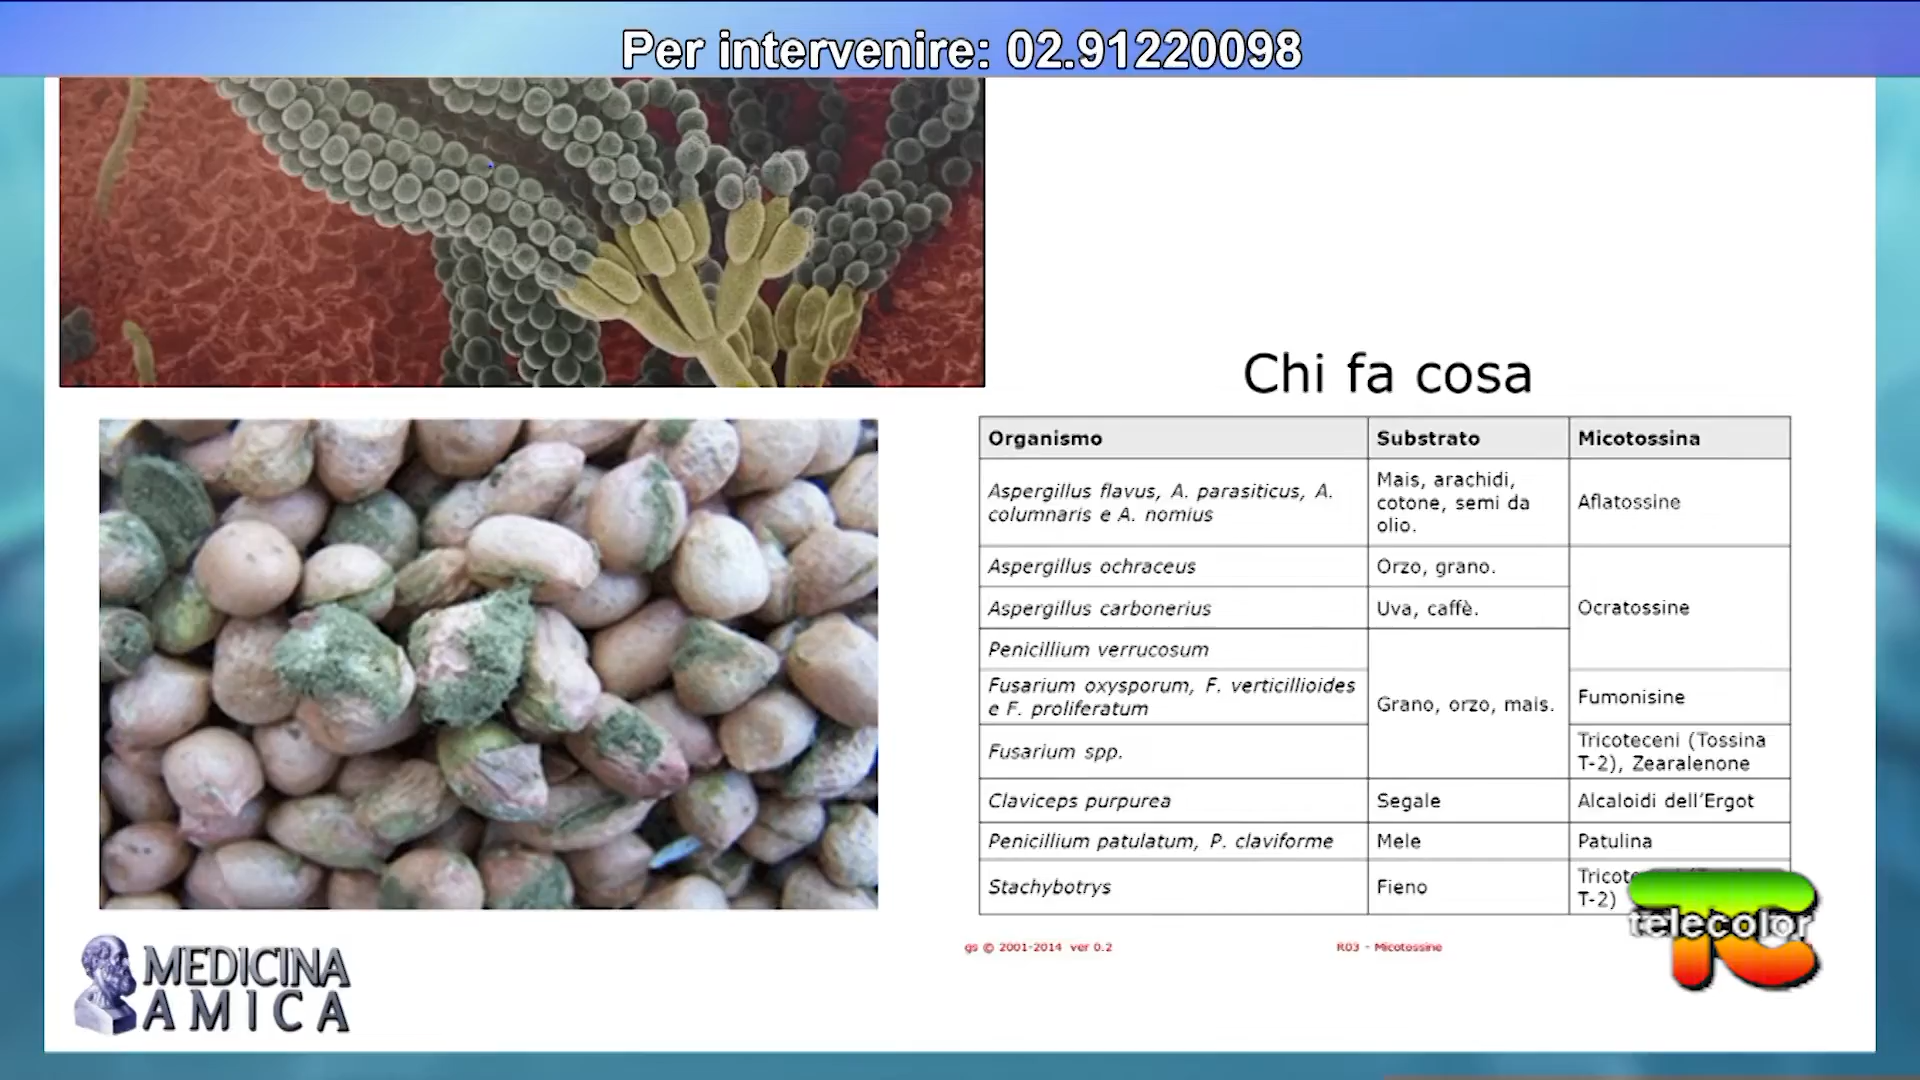 Per intervenire: 02.91220098
Chi fa cosa
Organismo
Substrato
Micotossina
Aspergillus flavus, A. parasiticus, A.
columnaris e A. nomius
Mais, arachidi,
cotone, semi da
olio.
Aflatossine
Aspergillus ochraceus
Orzo, grano.
Aspergillus carbonerius
Uva, caffè.
Ocratossine
Penicillium verrucosum
Fusarium oxysporum, F. verticillioides
e F. proliferatum
Grano, orzo, mais.
Fumonisine
Fusarium spp.
Tricoteceni (Tossina
T-2), Zearalenone
Claviceps purpurea
Segale
Alcaloidi dell’Ergot
Penicillium patulatum, P. claviforme
Mele
Patulina
Stachybotrys
Fieno
T-2)
gs © 2001-2014 ver 0.2
R03 - Micotossine
MEDICINA
AMICA
telecolor
TC